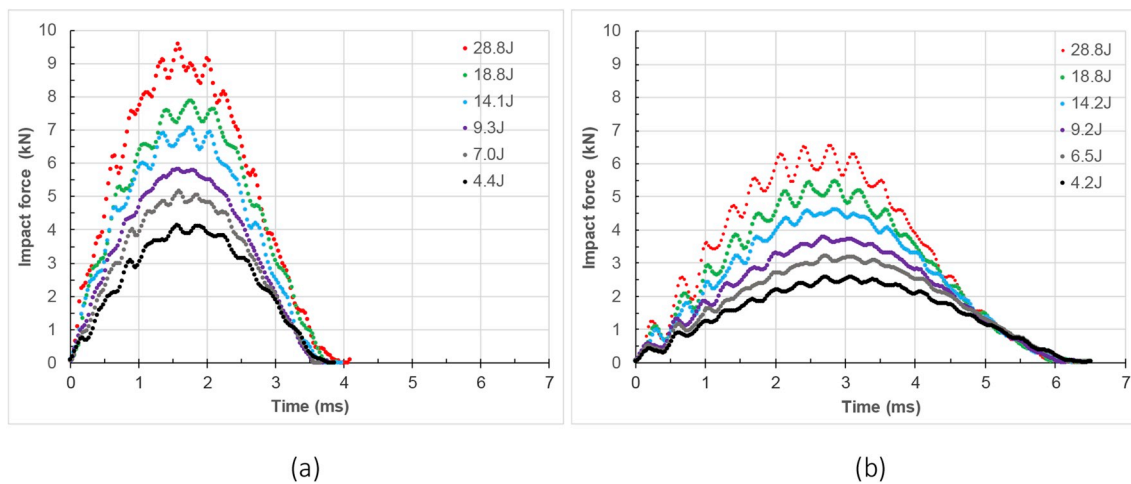 10
9
8
7
6
5
4
3
2
1
0
Impact force (kN)
28.8J
18.8J
14.1J
9.3J
7.0J
4.4J
0 1 2 3 4 5 6 7
Time (ms)
(a)
10
9
8
7
6
5
4
3
2
1
0
Impact force (kN)
28.8J
18.8J
14.2J
9.2J
6.5J
4.2J
0 1 2 3 4 5 6 7
Time (ms)
(b)